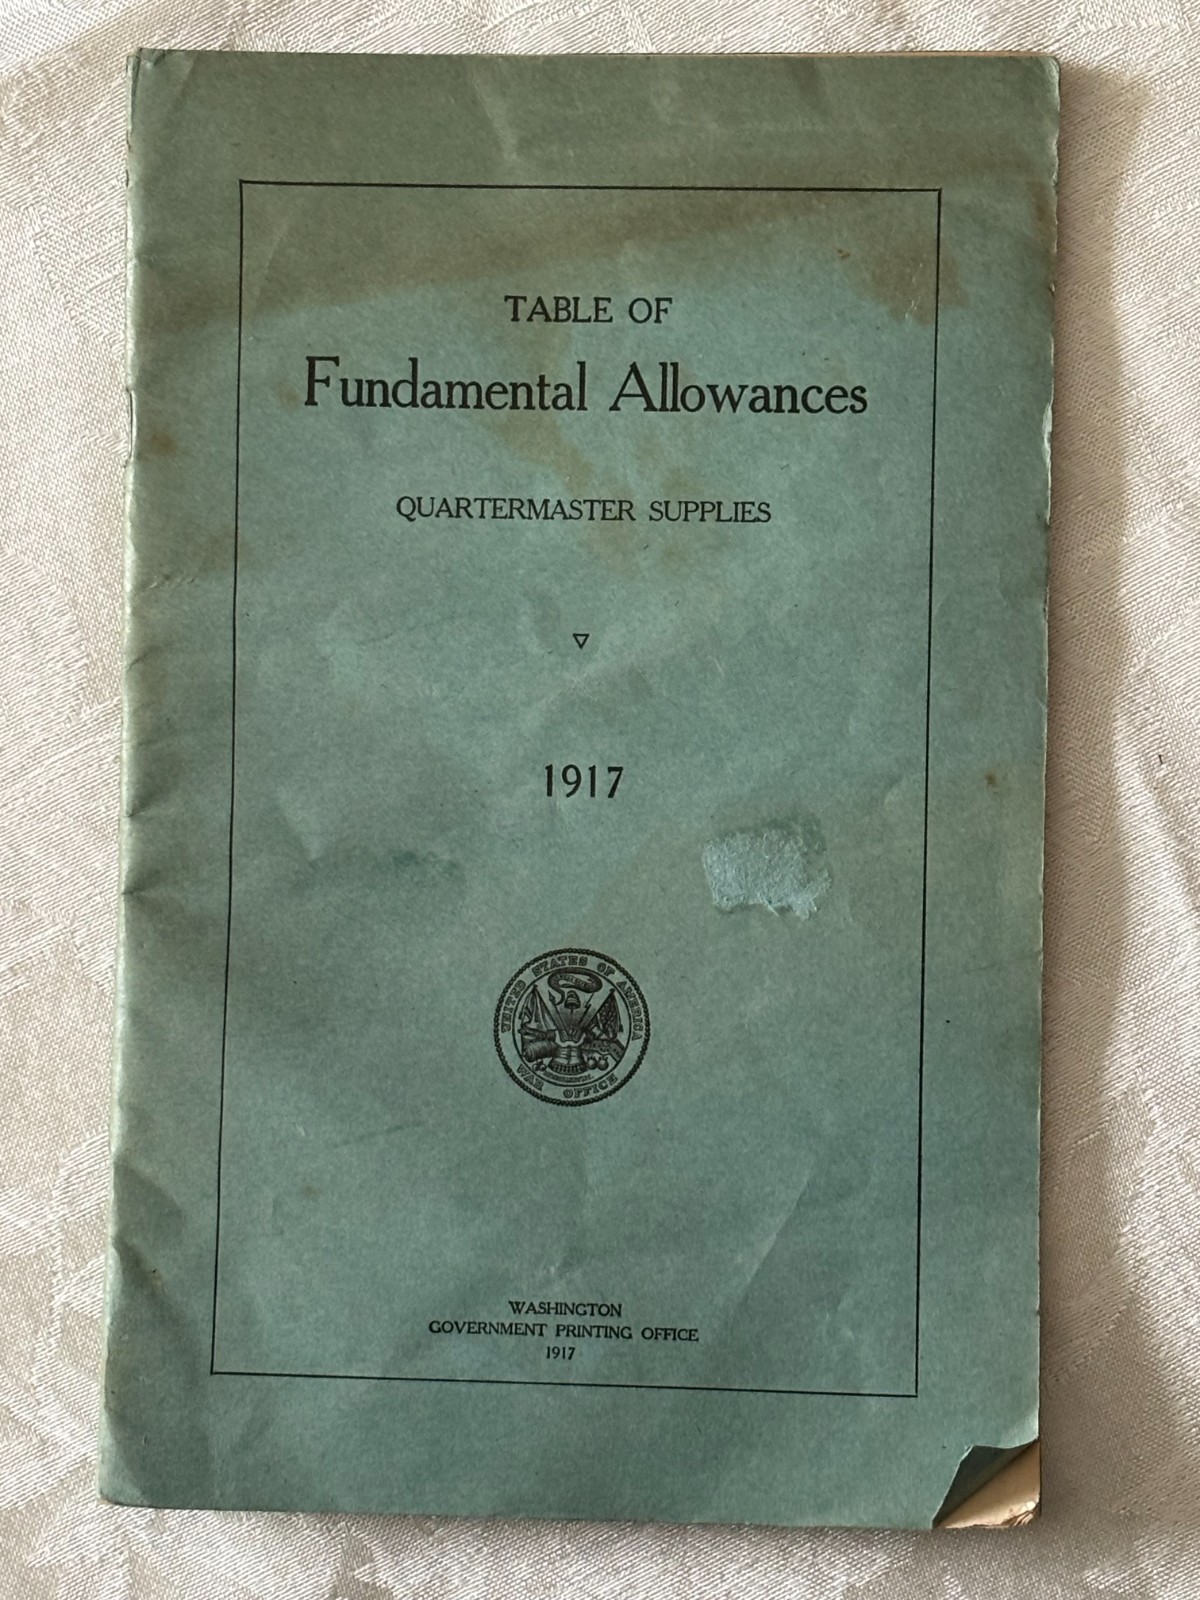 TABLE OF
Fundamental Allowances
QUARTERMASTER SUPPLIES
1917
UNITED STATES OF AMERICA
WAR OFFICE
WASHINGTON
GOVERNMENT PRINTING OFFICE
1917